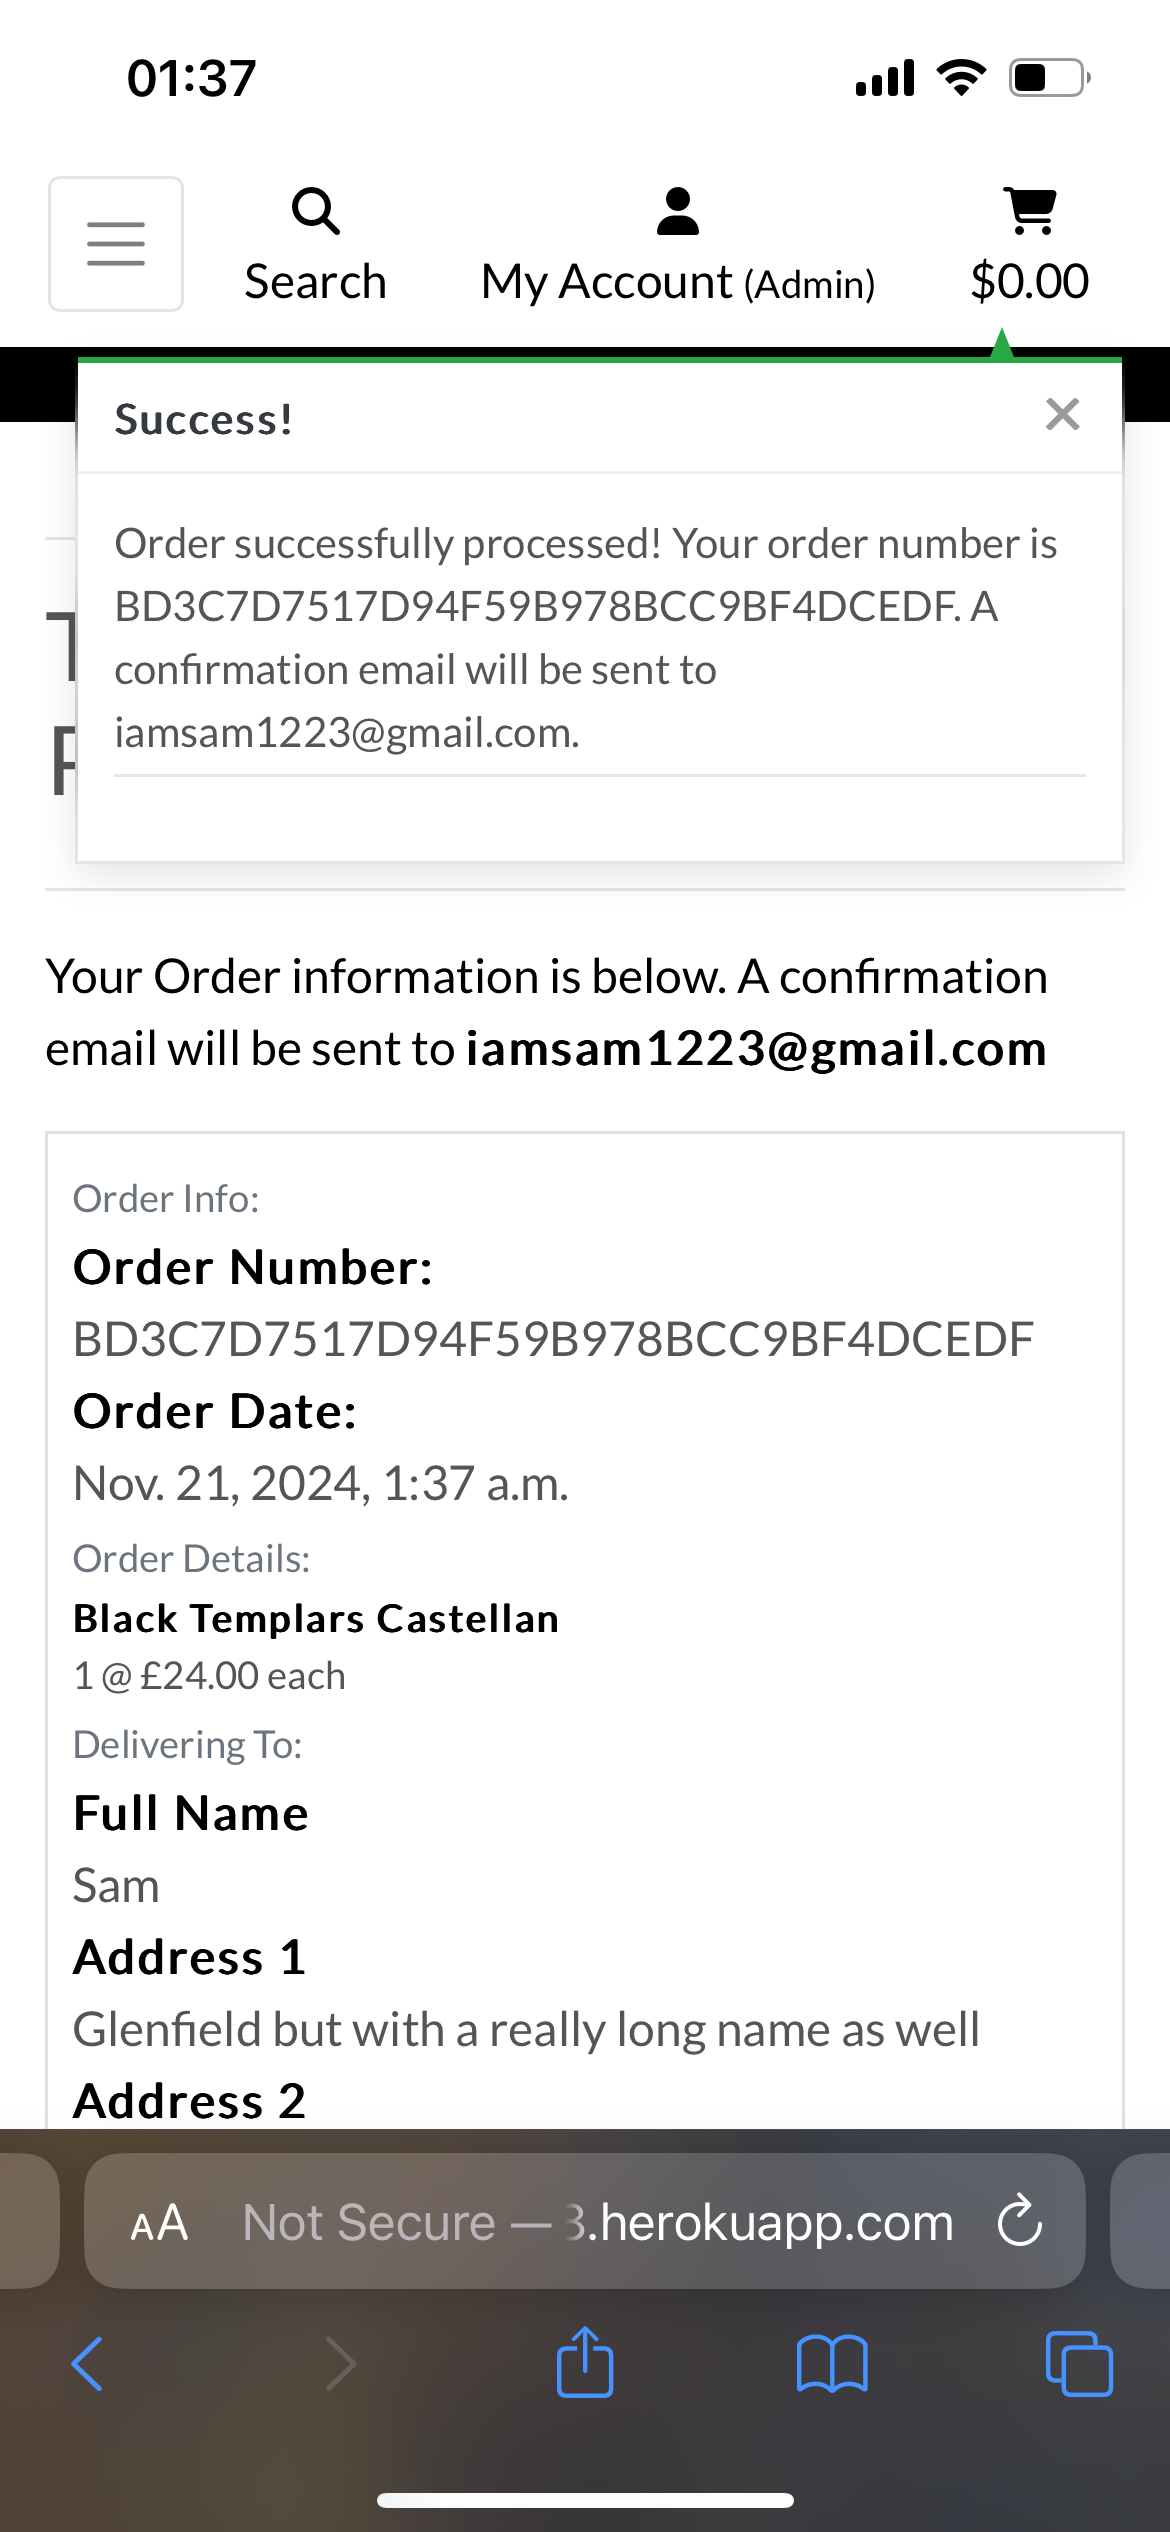 01:37
Search
My Account (Admin)
$0.00
Success!
Order successfully processed! Your order number is
BD3C7D7517D94F59B978BCC9BF4DCEDF. A
confirmation email will be sent to
iamsam1223@gmail.com.
Your Order information is below. A confirmation
email will be sent to iamsam1223@gmail.com
Order Info:
Order Number:
BD3C7D7517D94F59B978BCC9BF4DCEDF
Order Date:
Nov. 21, 2024, 1:37 a.m.
Order Details:
Black Templars Castellan
1 @ £24.00 each
Delivering To:
Full Name
Sam
Address 1
Glenfield but with a really long name as well
Address 2
AA Not Secure — 3.herokuapp.com